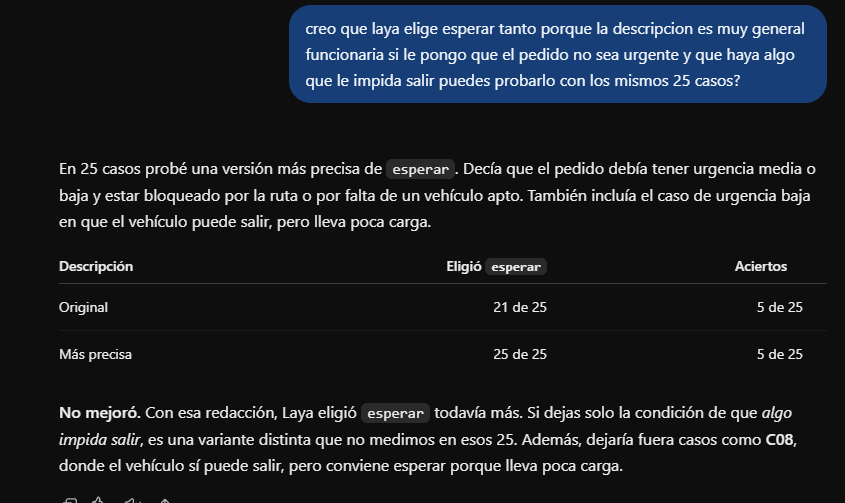 creo que laya elige esperar tanto porque la descripcion es muy general
funcionaria si le pongo que el pedido no sea urgente y que haya algo
que le impida salir puedes probarlo con los mismos 25 casos?
En 25 casos probé una versión más precisa de esperar. Decía que el pedido debía tener urgencia media o
baja y estar bloqueado por la ruta o por falta de un vehículo apto. También incluía el caso de urgencia baja
en que el vehículo puede salir, pero lleva poca carga.
Descripción Eligió esperar Aciertos
Original 21 de 25 5 de 25
Más precisa 25 de 25 5 de 25
No mejoró. Con esa redacción, Laya eligió esperar todavía más. Si dejas solo la condición de que algo
impida salir, es una variante distinta que no medimos en esos 25. Además, dejaría fuera casos como C08,
donde el vehículo sí puede salir, pero conviene esperar porque lleva poca carga.